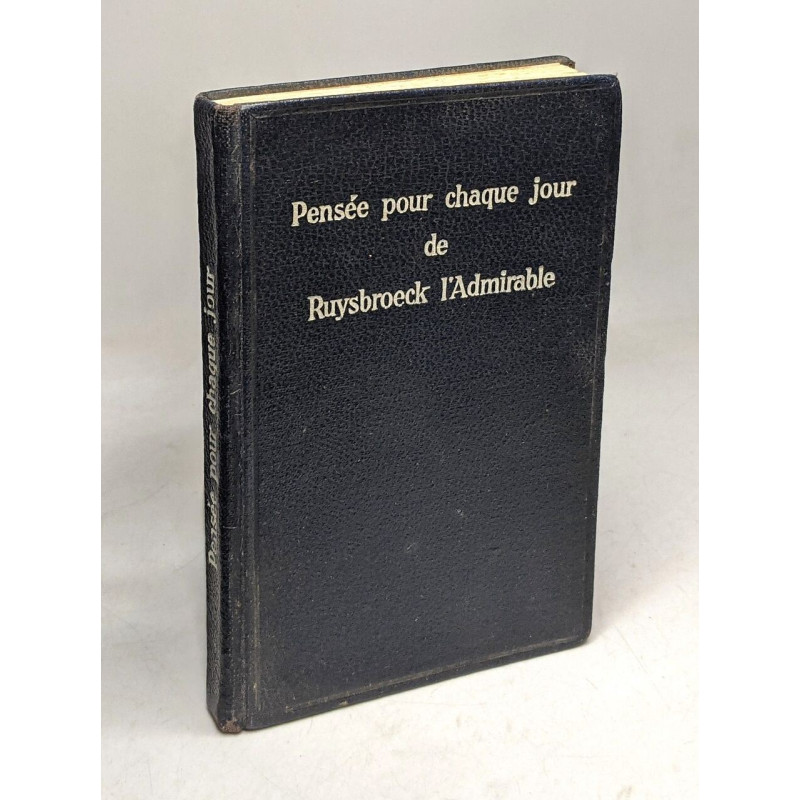 Pensée pour chaque jour
de
Ruysbroeck l'Admirable
Pensée pour chaque jour